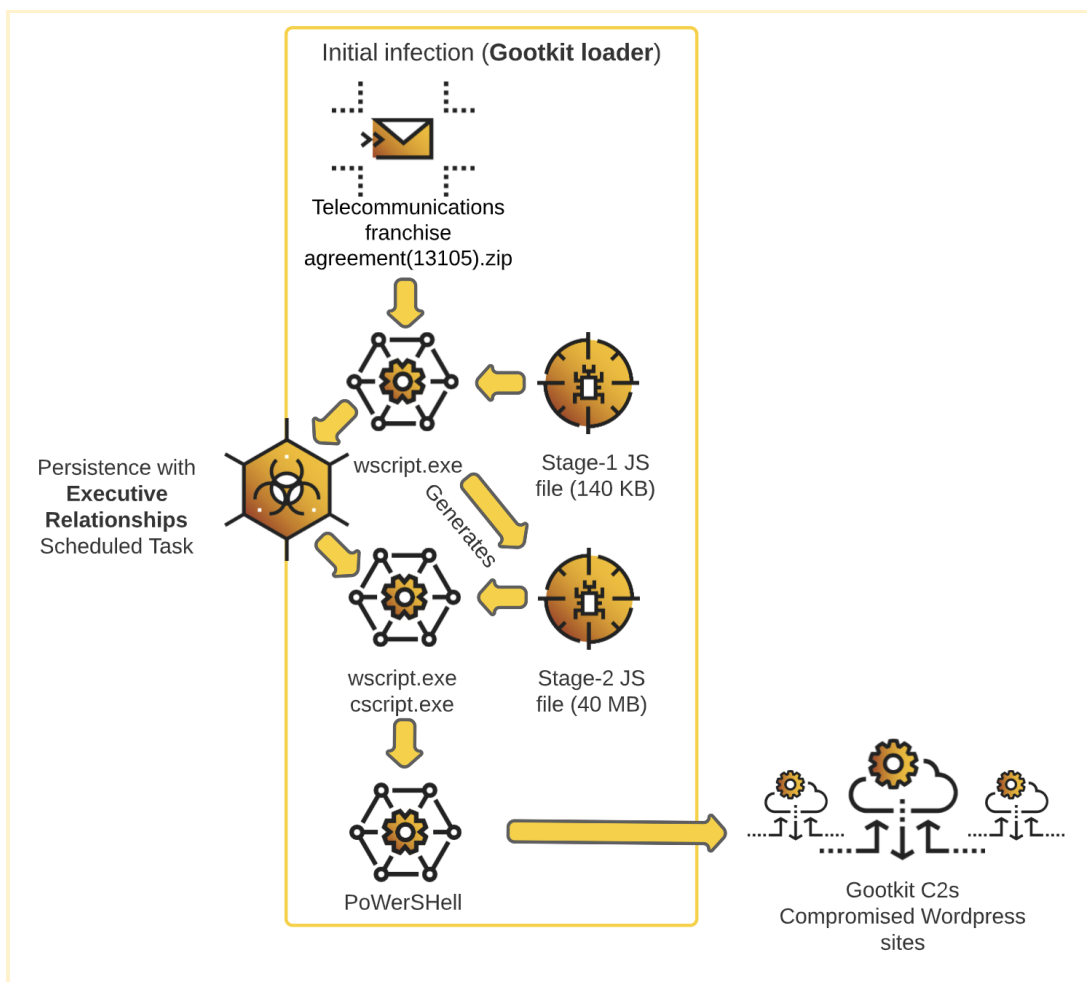 Initial infection (Gootkit loader)
Telecommunications
franchise
agreement(13105).zip
wscript.exe
Stage-1 JS
file (140 KB)
Persistence with
Executive
Relationships
Scheduled Task
Generates
wscript.exe
cscript.exe
Stage-2 JS
file (40 MB)
PoWerSHell
Gootkit C2s
Compromised Wordpress
sites